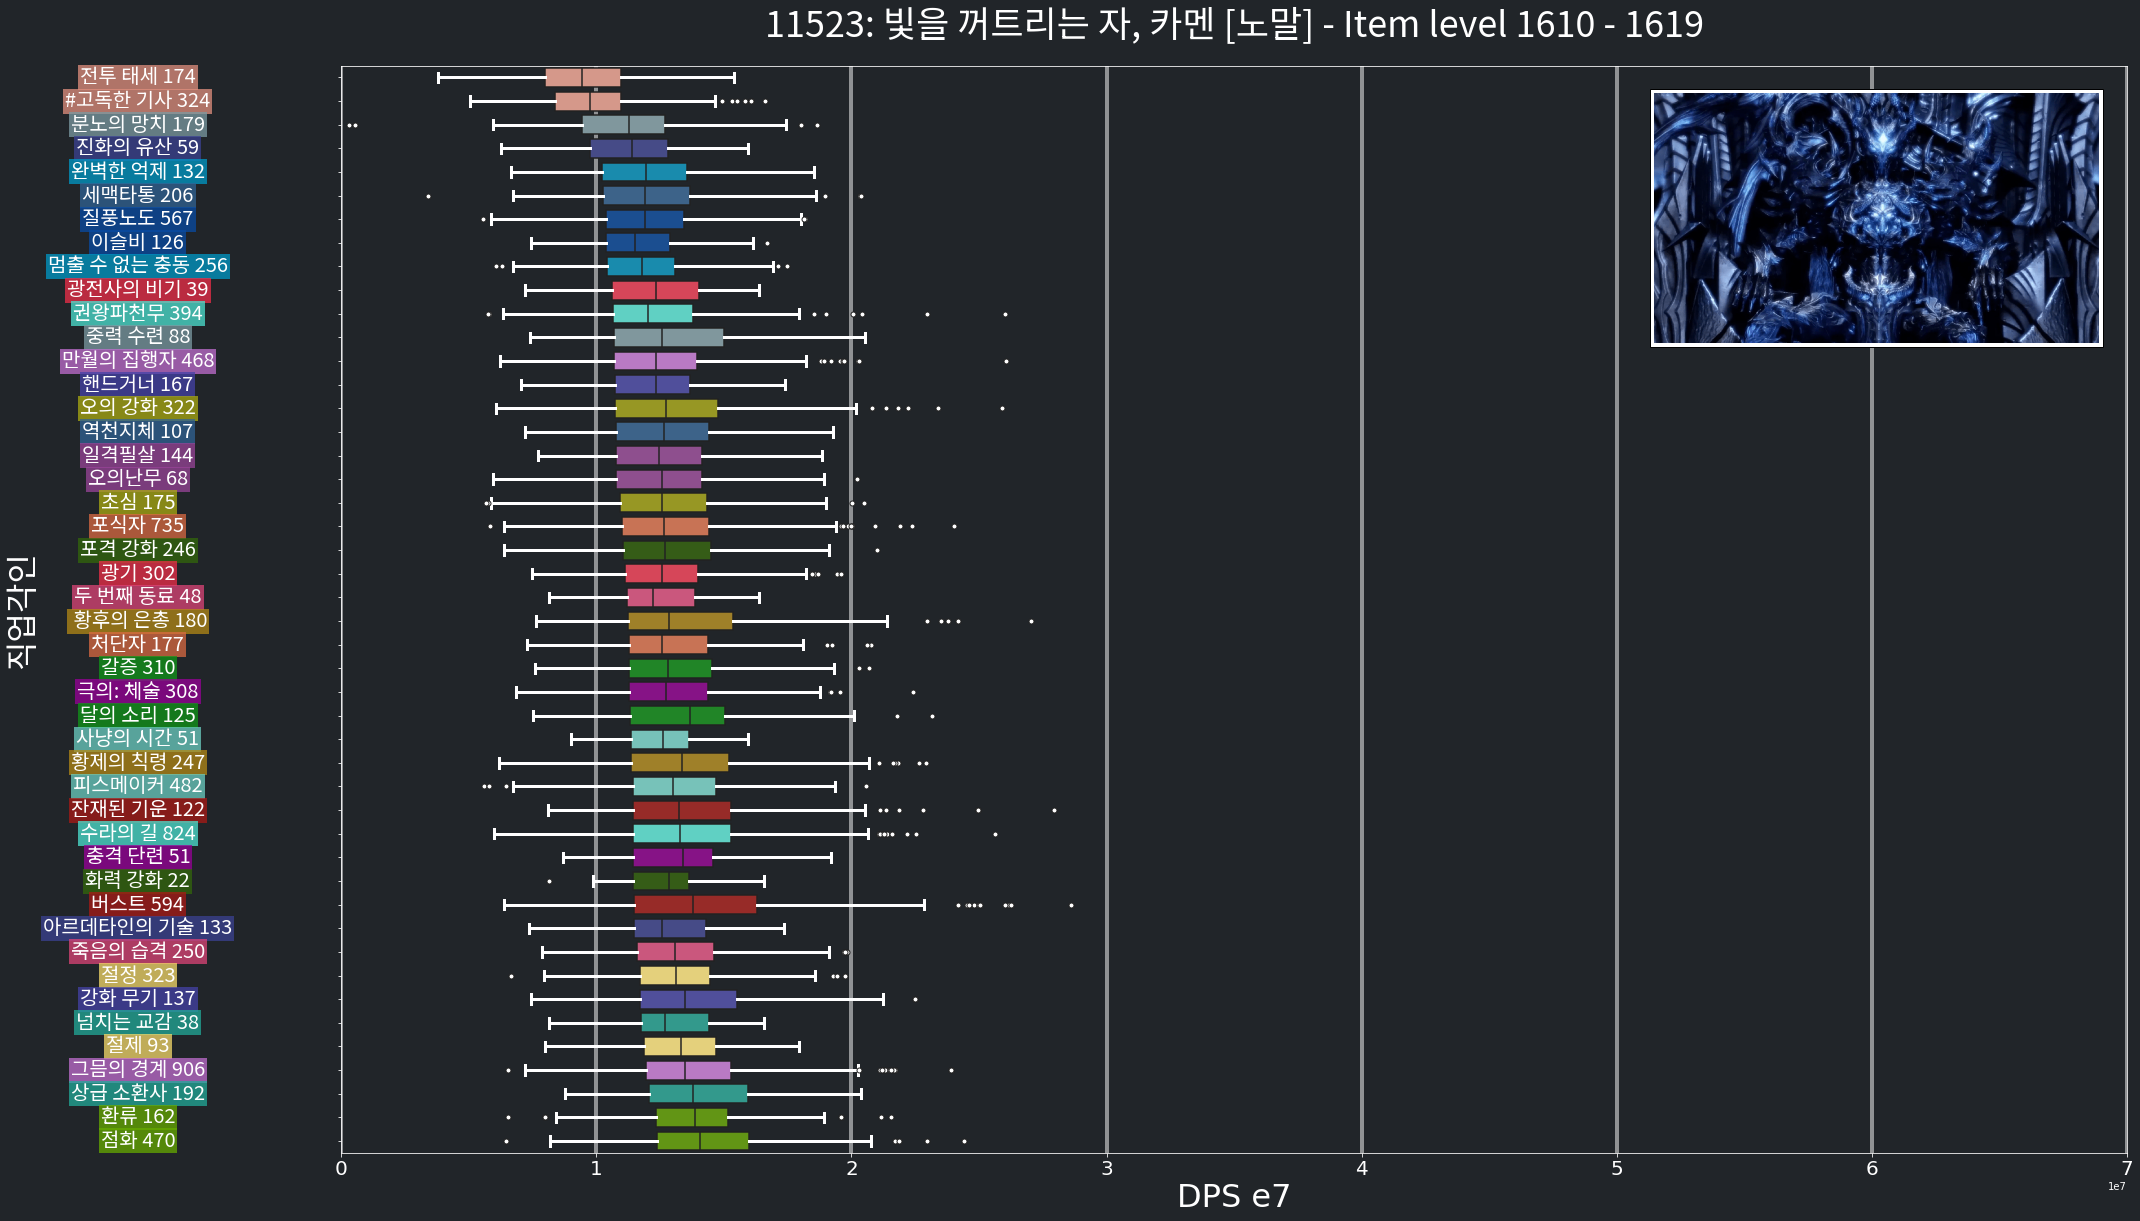 11523: 빛을 꺼트리는 자, 카멘 [노말] - Item level 1610 - 1619
직업각인
전투 태세 174
#고독한 기사 324
분노의 망치 179
진화의 유산 59
완벽한 억제 132
세맥타통 206
질풍노도 567
이슬비 126
멈출 수 없는 충동 256
광전사의 비기 39
권왕파천무 394
중력 수련 88
만월의 집행자 468
핸드거너 167
오의 강화 322
역천지체 107
일격필살 144
오의난무 68
초심 175
포식자 735
포격 강화 246
광기 302
두 번째 동료 48
황후의 은총 180
처단자 177
갈증 310
극의: 체술 308
달의 소리 125
사냥의 시간 51
황제의 칙령 247
피스메이커 482
잔재된 기운 122
수라의 길 824
충격 단련 51
화력 강화 22
버스트 594
아르데타인의 기술 133
죽음의 습격 250
절정 323
강화 무기 137
넘치는 교감 38
절제 93
그믐의 경계 906
상급 소환사 192
환류 162
점화 470
0 1 2 3 4 5 6 7
DPS e7
1e7